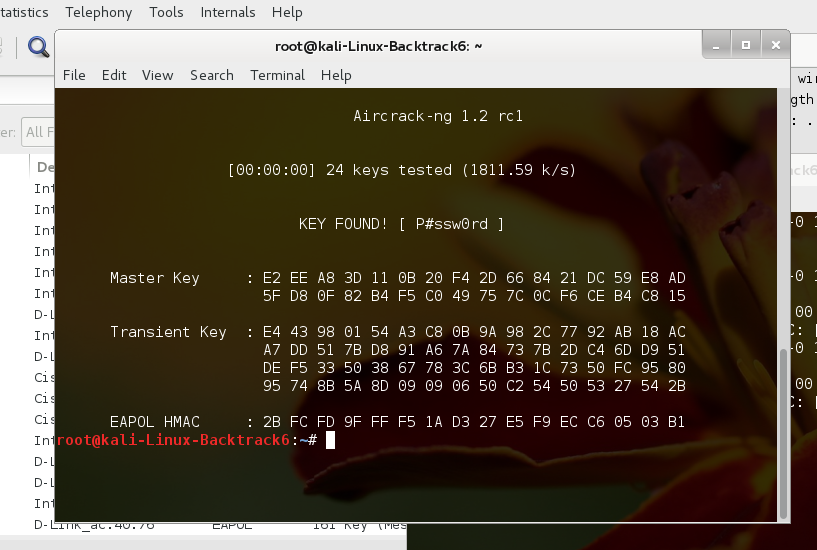 tatistics Telephony Tools Internals Help
root@kali-Linux-Backtrack6: ~
File Edit View Search Terminal Help
Aircrack-ng 1.2 rc1
[00:00:00] 24 keys tested (1811.59 k/s)
KEY FOUND! [ P#ssw0rd ]
Master Key : E2 EE A8 3D 11 0B 20 F4 2D 66 84 21 DC 59 E8 AD
5F D8 0F 82 B4 F5 C0 49 75 7C 0C F6 CE B4 C8 15
Transient Key : E4 43 98 01 54 A3 C8 0B 9A 98 2C 77 92 AB 18 AC
A7 DD 51 7B D8 91 A6 7A 84 73 7B 2D C4 6D D9 51
DE F5 33 50 38 67 78 3C 6B B3 1C 73 50 FC 95 80
95 74 8B 5A 8D 09 09 06 50 C2 54 50 53 27 54 2B
EAPOL HMAC : 2B FC FD 9F FF F5 1A D3 27 E5 F9 EC C6 05 03 B1
root@kali-Linux-Backtrack6:~#
er: All F
De
Int
Int
Int
Int
Int
Int
D-L
Int
D-L
Cis
Cis
Cis
Int
D-L
D-L
Int
D-Link_ac:40:76 EAPOL 161 Key (Mes
win
gth
: .
ck6
-0 1
-0 1
00
C: [
-0 1
00
C: [